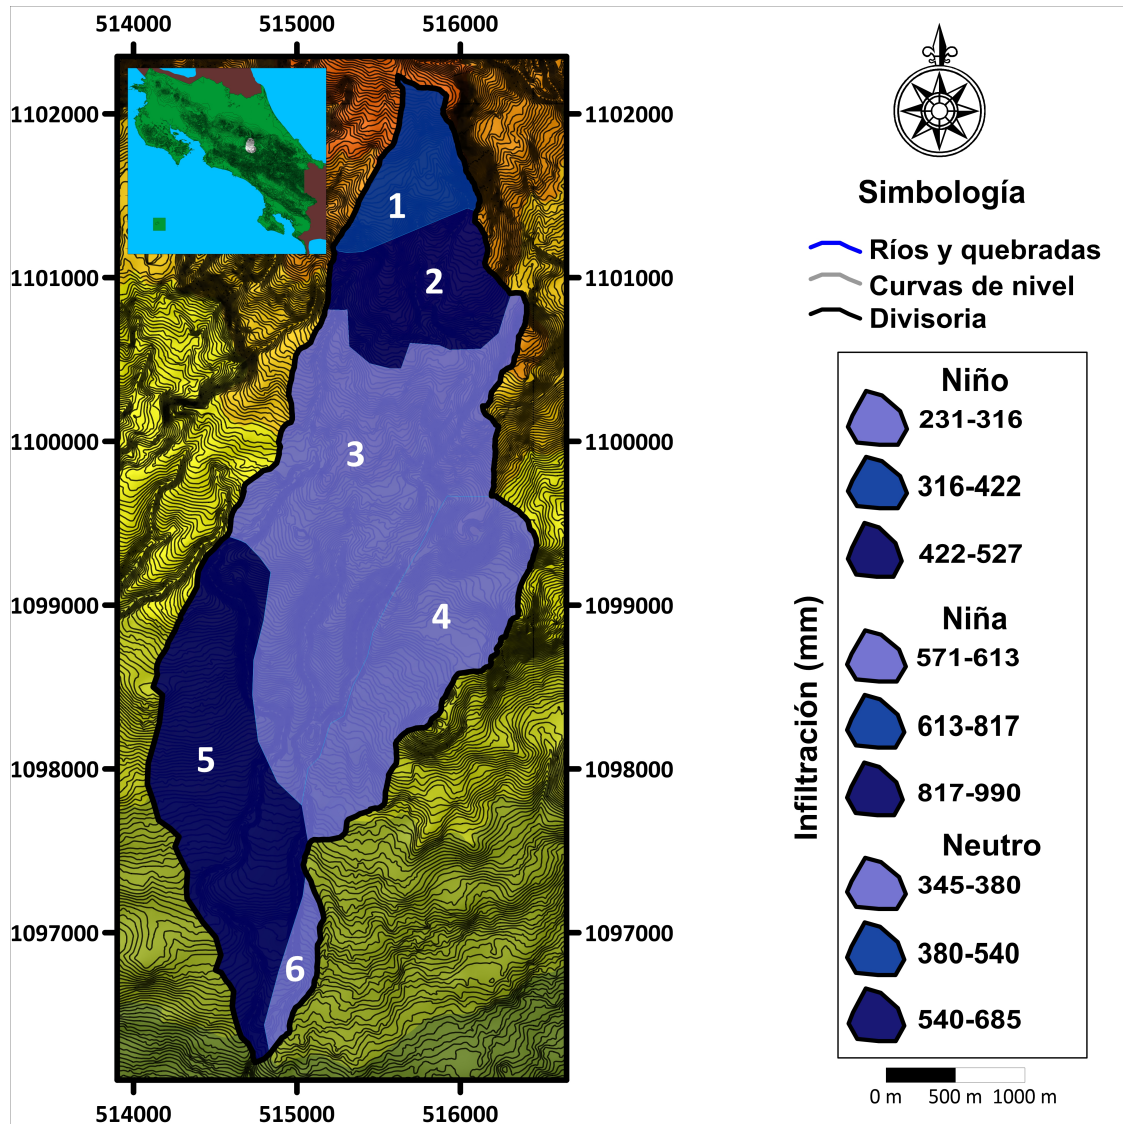 514000 515000 516000
1102000 1102000
1101000 1101000
1100000 1100000
1099000 1099000
1098000 1098000
1097000 1097000
514000 515000 516000
1
2
3
4
5
6
Simbología
Ríos y quebradas
Curvas de nivel
Divisoria
Infiltración (mm)
Niño
231-316
316-422
422-527
Niña
571-613
613-817
817-990
Neutro
345-380
380-540
540-685
0 m 500 m 1000 m